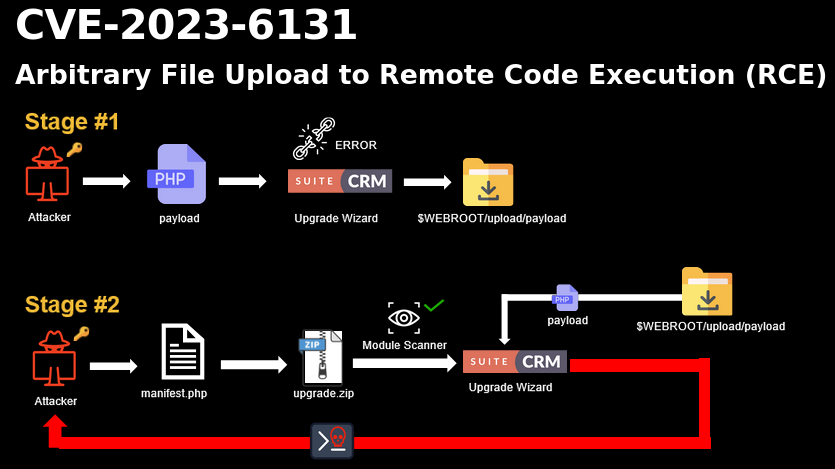 CVE-2023-6131
Arbitrary File Upload to Remote Code Execution (RCE)
Stage #1
ERROR
PHP
SUITE CRM
Attacker
payload
Upgrade Wizard
$WEBROOT/upload/payload
Stage #2
PHP
payload
$WEBROOT/upload/payload
Module Scanner
ZIP
SUITE CRM
Attacker
manifest.php
upgrade.zip
Upgrade Wizard